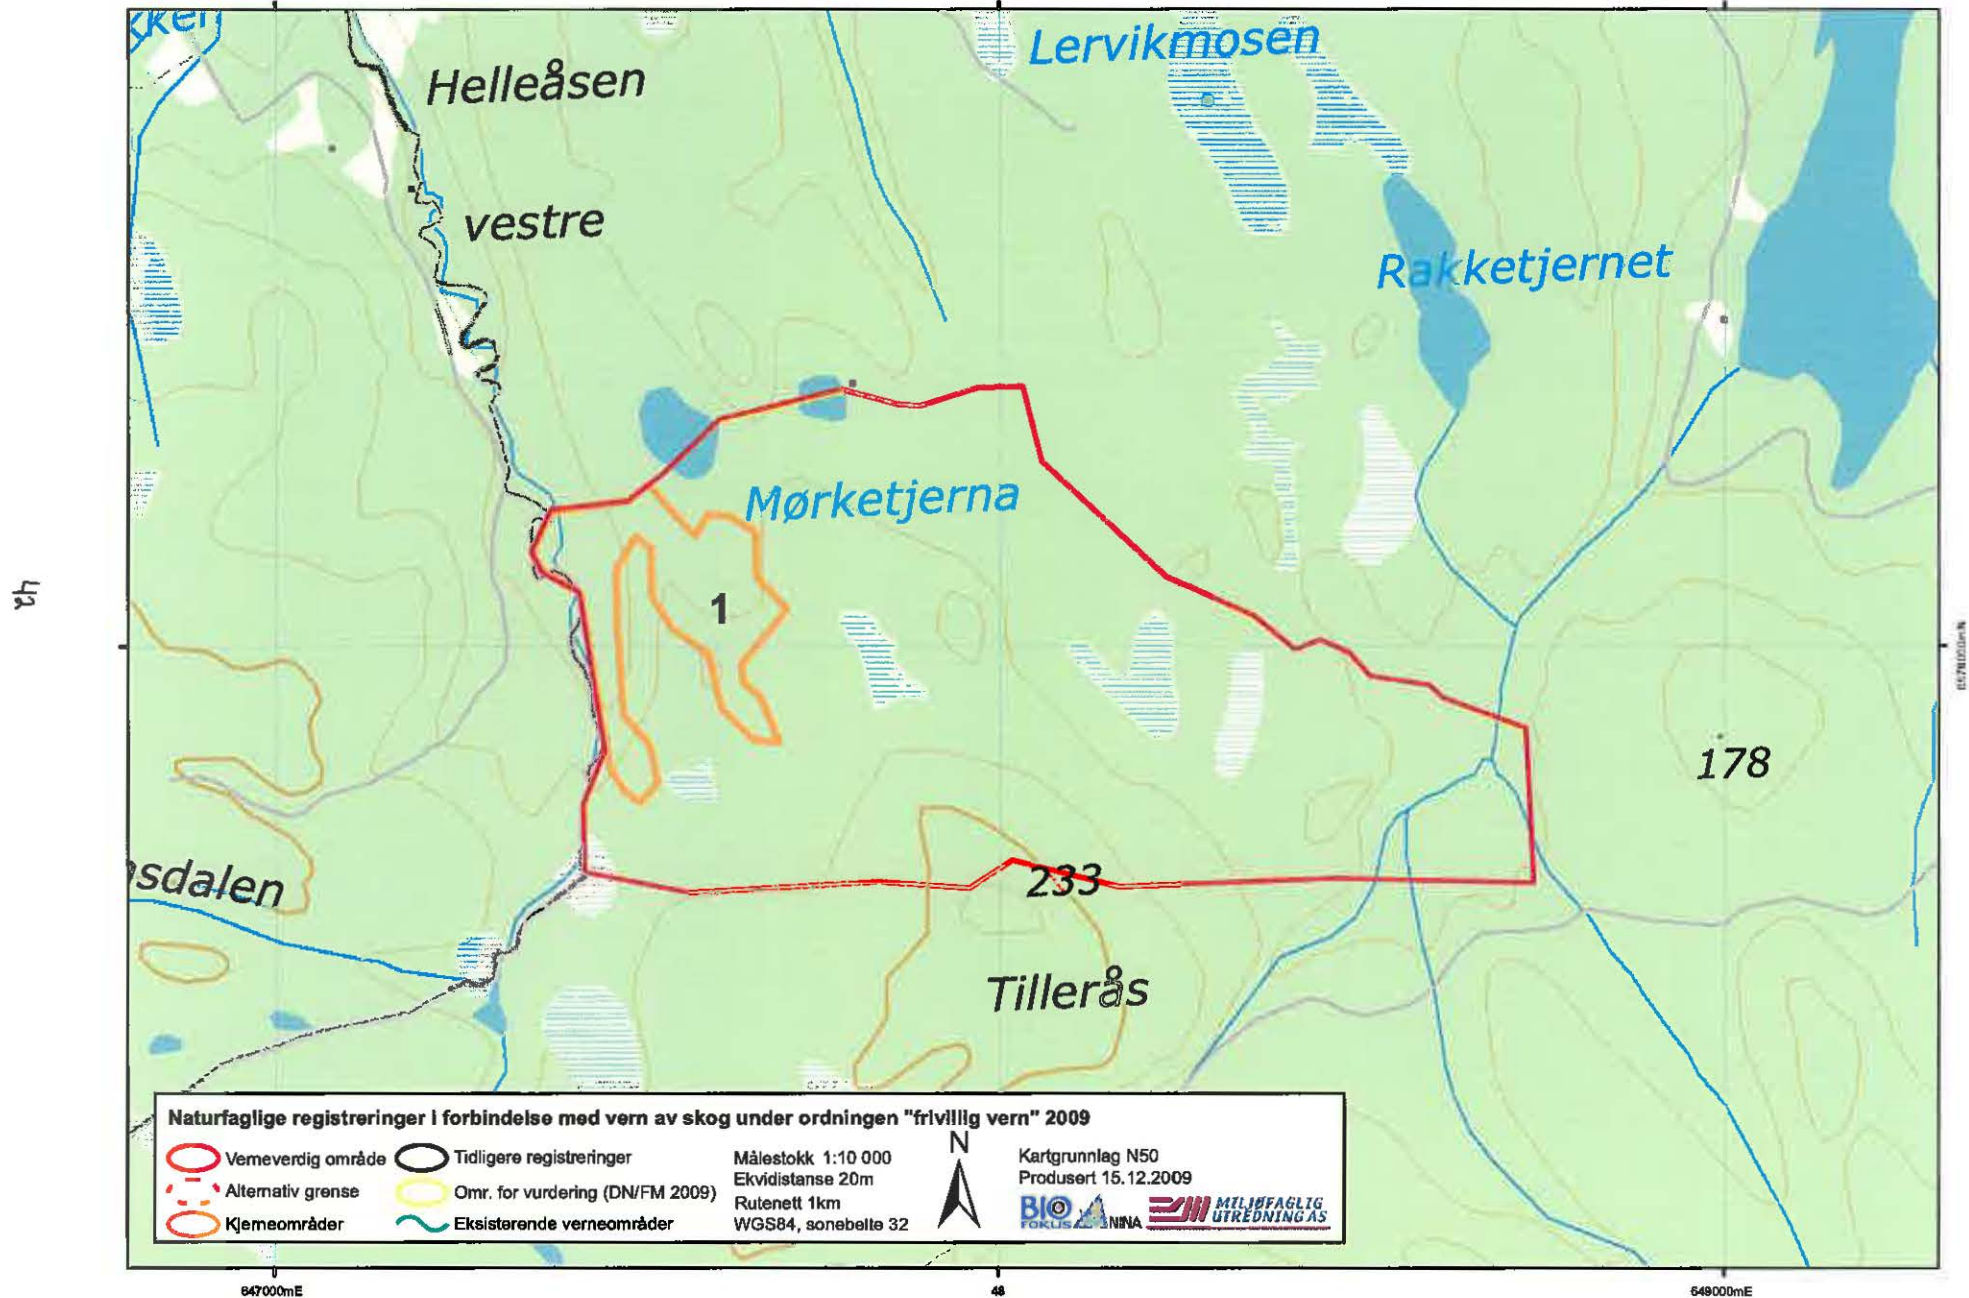 Lervikmosen
Helleåsen
vestre
Rakketjernet
Mørketjerna
42
1
178
233
Tillerås
Naturfaglige registreringer i forbindelse med vern av skog under ordningen "frivillig vern" 2009
Verneverdig område
Alternativ grense
Kjerneområder
Tidligere registreringer
Omr. for vurdering (DN/FM 2009)
Eksisterende verneområder
Målestokk 1:10 000
Ekvidistanse 20m
Rutenett 1km
WGS84, sonebelte 32
N
Kartgrunnlag N50
Produsert 15.12.2009
BIO
FOKUS
NINA
MILJØFAGLIG
UTREDNING AS
647000mE
48
649000mE